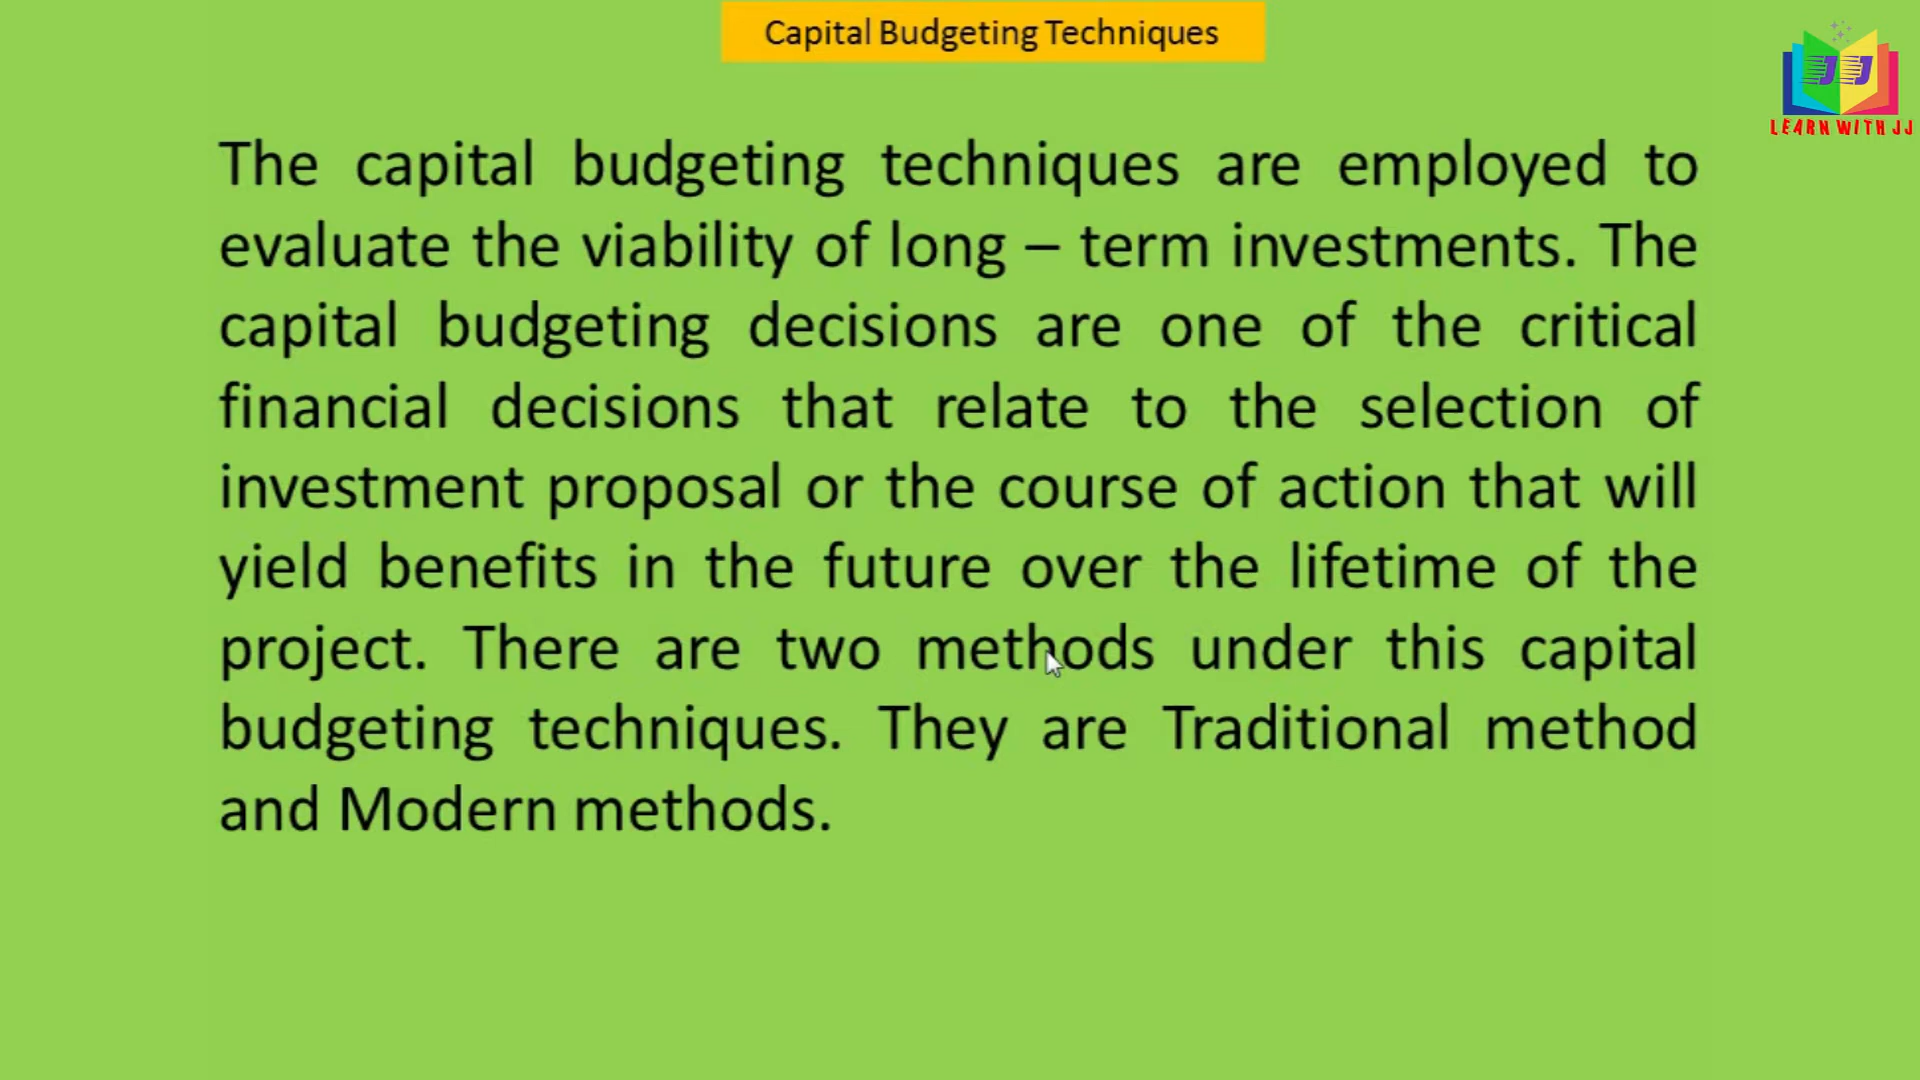 Capital Budgeting Techniques
JJ
LEARN WITH JJ
The capital budgeting techniques are employed to
evaluate the viability of long – term investments. The
capital budgeting decisions are one of the critical
financial decisions that relate to the selection of
investment proposal or the course of action that will
yield benefits in the future over the lifetime of the
project. There are two methods under this capital
budgeting techniques. They are Traditional method
and Modern methods.